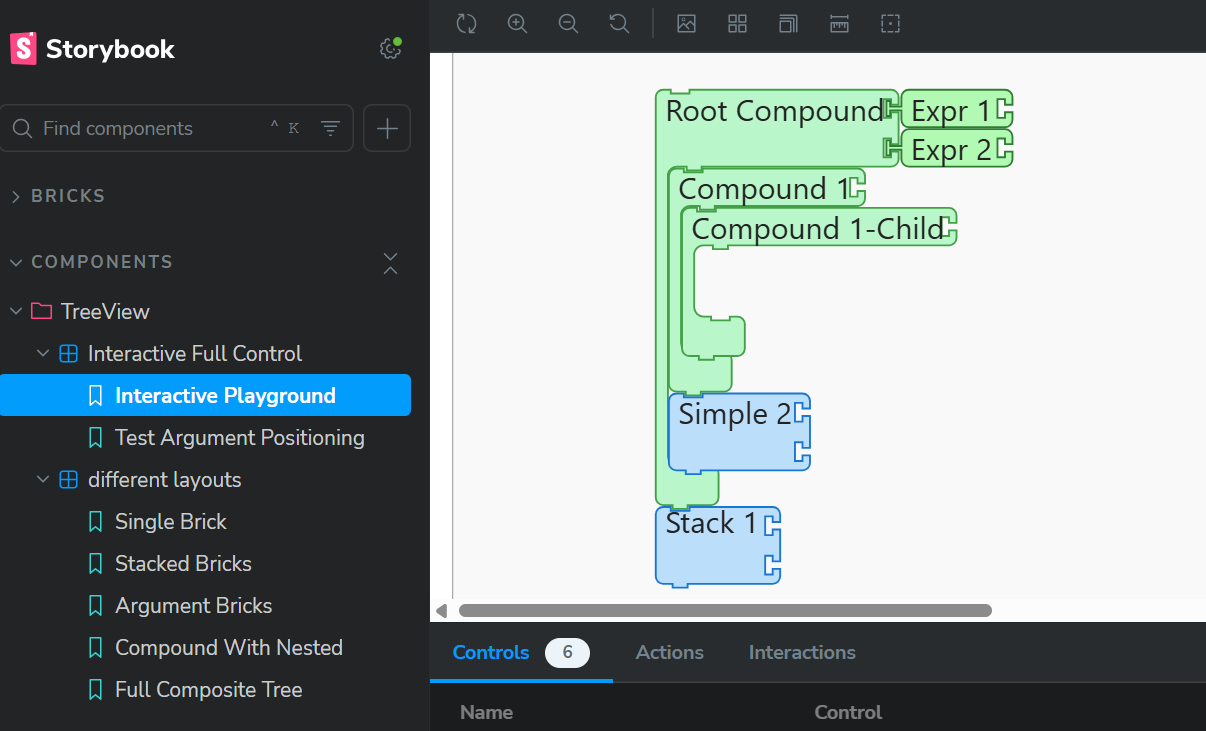 Storybook
Find components
^ K
BRICKS
COMPONENTS
TreeView
Interactive Full Control
Interactive Playground
Test Argument Positioning
different layouts
Single Brick
Stacked Bricks
Argument Bricks
Compound With Nested
Full Composite Tree
Root Compound
Expr 1
Expr 2
Compound 1
Compound 1-Child
Simple 2
Stack 1
Controls 6 Actions Interactions
Name Control